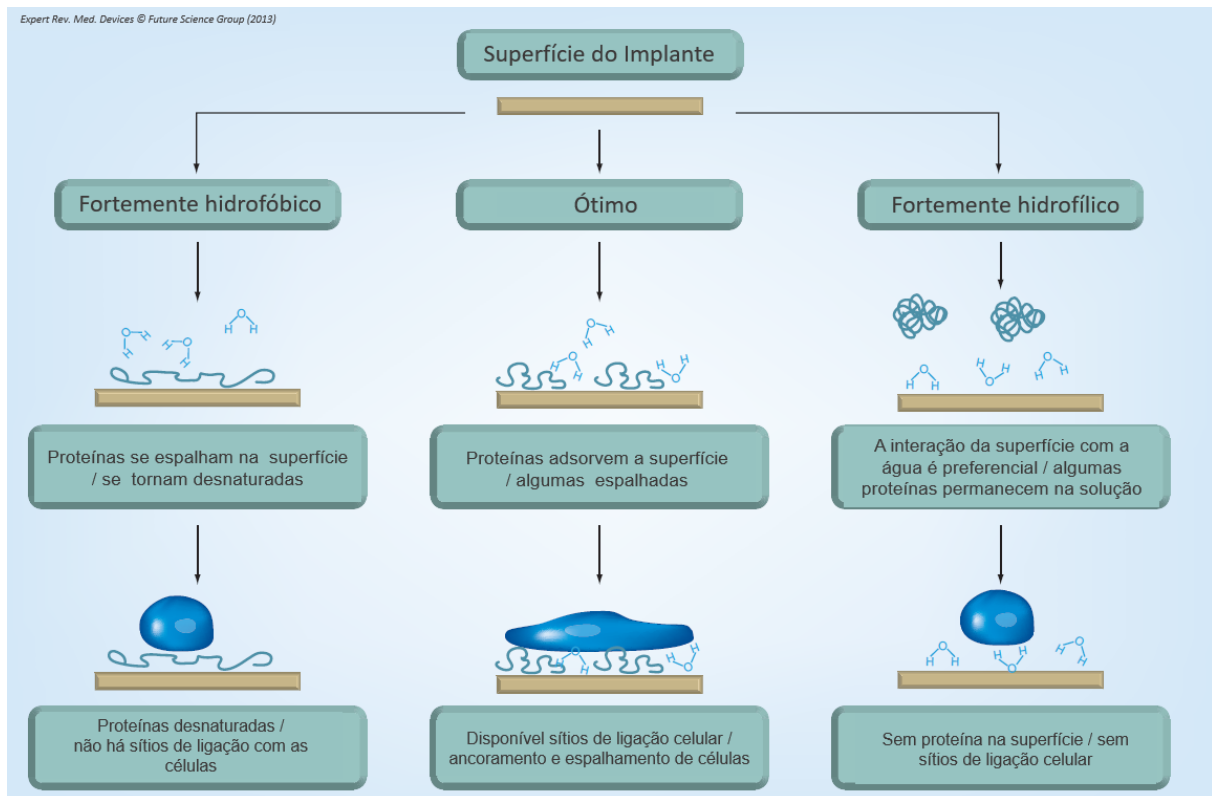 Expert Rev. Med. Devices © Future Science Group (2013)
Superfície do Implante
Fortemente hidrofóbico
Ótimo
Fortemente hidrofílico
H O H
H O H
H O H
H O H
H O H
H O H
H O H
H O H
H O H
Proteínas se espalham na superfície
/ se tornam desnaturadas
Proteínas adsorvem a superfície
/ algumas espalhadas
A interação da superfície com a
água é preferencial / algumas
proteínas permecem na solução
H O H
H O H
H O H
H O H
H O H
Proteínas desnaturadas /
não há sítios de ligação com as
células
Disponível sítios de ligação celular /
ancoramento e espalhamento de células
Sem proteína na superfície / sem
sítios de ligação celular